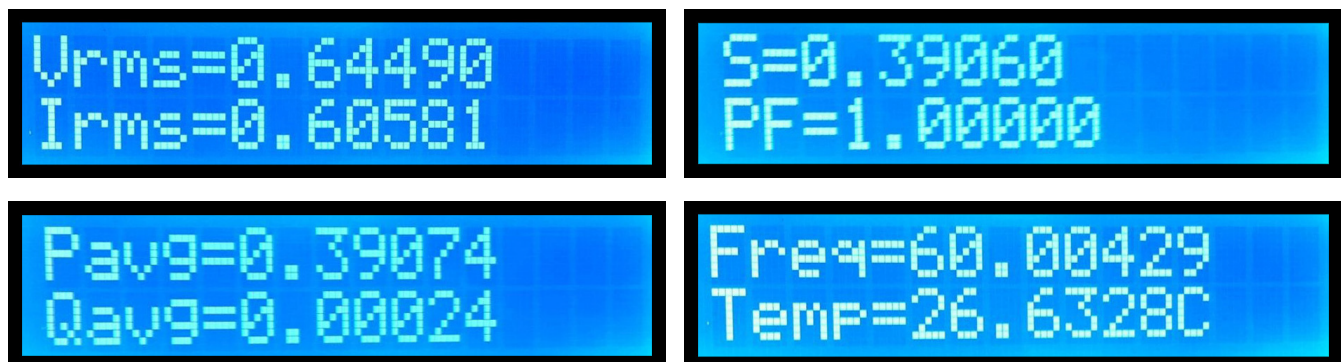 Vrms=0.64490
Irms=0.60581
S=0.39060
PF=1.00000
Pavg=0.39074
Qavg=0.00024
Freq=60.00429
Temp=26.6328C